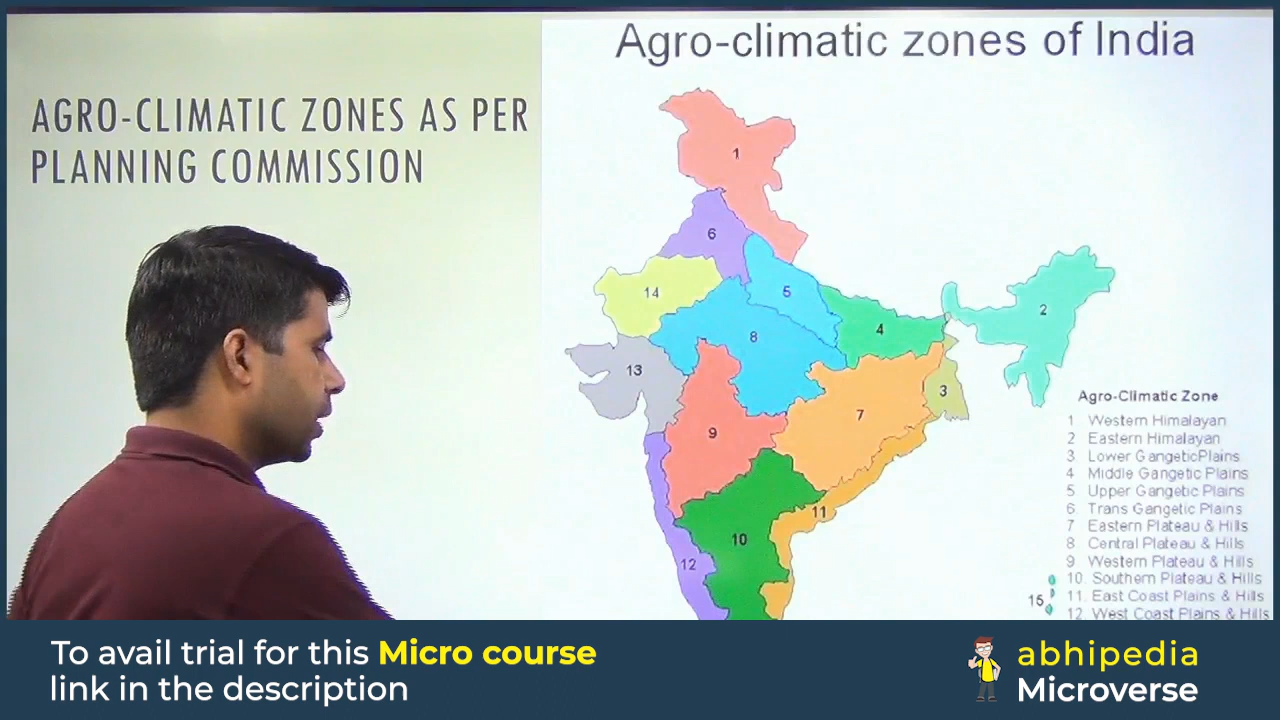 AGRO-CLIMATIC ZONES AS PER
PLANNING COMMISSION
Agro-climatic zones of India
1
6
14
5
2
8
4
13
3
7
9
11
10
12
15
Agro-Climatic Zone
1 Western Himalayan
2 Eastern Himalayan
3 Lower GangeticPlains
4 Middle Gangetic Plains
5 Upper Gangetic Plains
6 Trans Gangetic Plains
7 Eastern Plateau & Hills
8 Central Plateau & Hills
9 Western Plateau & Hills
10. Southern Plateau & Hills
11. East Coast Plains & Hills
12. West Coast Plains & Hills
To avail trial for this Micro course
link in the description
abhipedia
Microverse